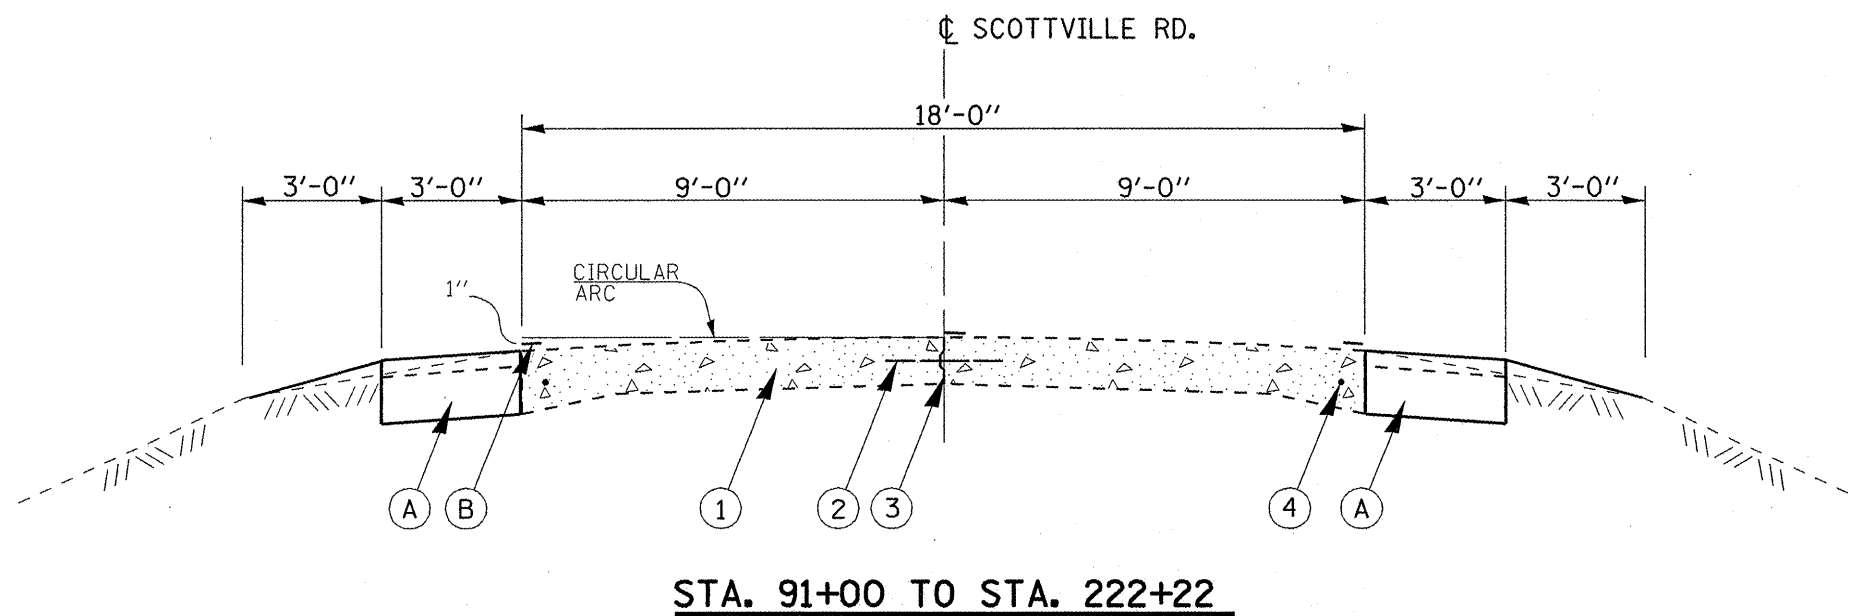 ℄ SCOTTVILLE RD.
18'-0''
3'-0'' 3'-0'' 9'-0'' 9'-0'' 3'-0'' 3'-0''
1''
CIRCULAR
ARC
A B 1 2 3 4 A
STA. 91+00 TO STA. 222+22